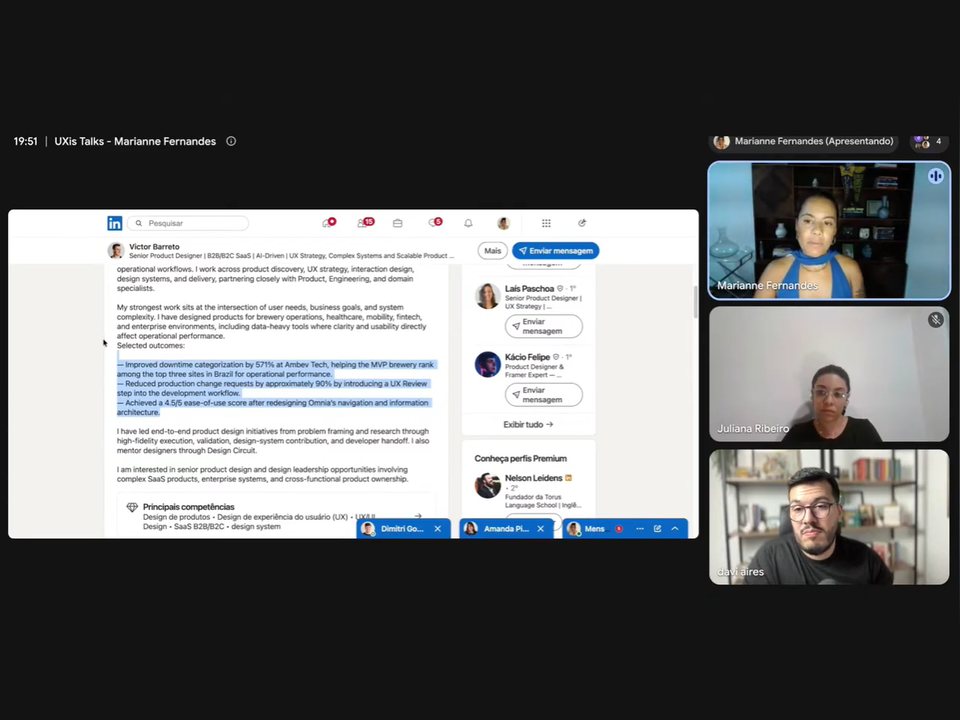 19:51 | UXis Talks - Marianne Fernandes
Marianne Fernandes (Apresentando)
4
in
Pesquisar
15
5
Victor Barreto
Senior Product Designer | B2B/B2C SaaS | AI-Driven | UX Strategy, Complex Systems and Scalable Product ...
Mais
Enviar mensagem
operational workflows. I work across product discovery, UX strategy, interaction design,
design systems, and delivery, partnering closely with Product, Engineering, and domain
specialists.
My strongest work sits at the intersection of user needs, business goals, and system
complexity. I have designed products for brewery operations, healthcare, mobility, fintech,
and enterprise environments, including data-heavy tools where clarity and usability directly
affect operational performance.
Selected outcomes:
— Improved downtime categorization by 571% at Ambev Tech, helping the MVP brewery rank
among the top three sites in Brazil for operational performance.
— Reduced production change requests by approximately 90% by introducing a UX Review
step into the development workflow.
— Achieved a 4.5/5 ease-of-use score after redesigning Omnia's navigation and information
architecture.
I have led end-to-end product design initiatives from problem framing and research through
high-fidelity execution, validation, design-system contribution, and developer handoff. I also
mentor designers through Design Circuit.
I am interested in senior product design and design leadership opportunities involving
complex SaaS products, enterprise systems, and cross-functional product ownership.
Principais competências
Design de produtos • Design de experiência do usuário (UX) • UX/UI
Design • SaaS B2B/B2C • design system
mensagem
Laís Paschoa · 1°
Senior Product Designer |
UX Strategy | ...
Enviar
mensagem
Kácio Felipe · 1°
Product Designer &
Framer Expert — ...
Enviar
mensagem
Exibir tudo →
Conheça perfis Premium
Nelson Leidens in
· 2°
Fundador da Torus
Language School | Inglê...
Dimitri Go...
Amanda Pi...
Mens
8
Marianne Fernandes
Juliana Ribeiro
davi aires